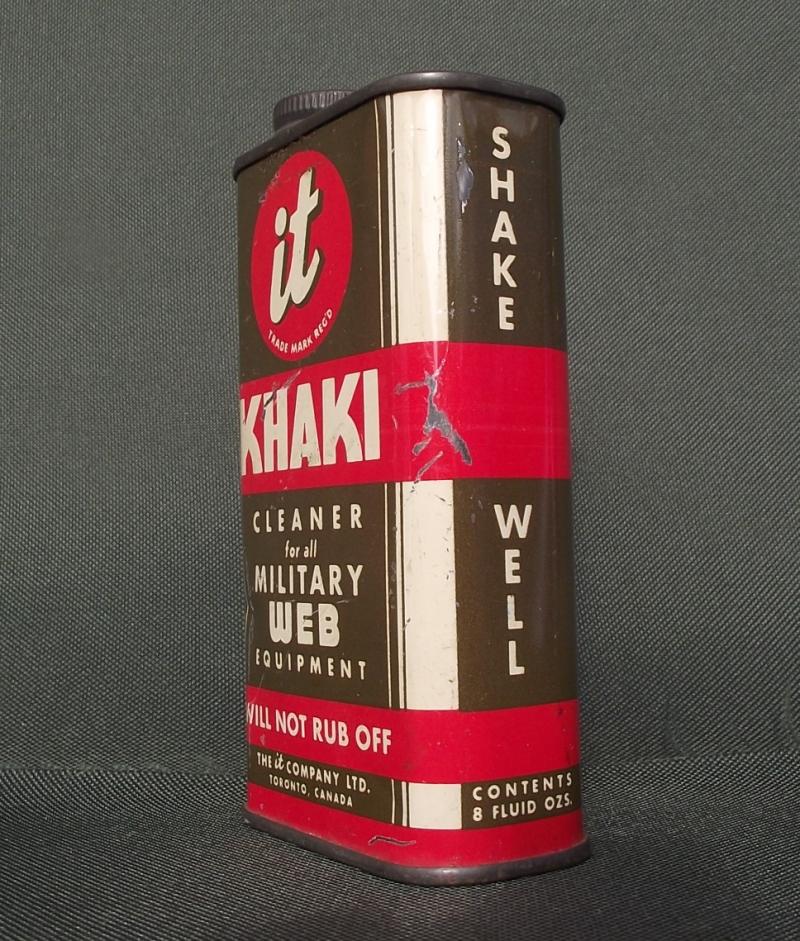 it
TRADE MARK REG'D
KHAKI
CLEANER
for all
MILITARY
WEB
EQUIPMENT
WILL NOT RUB OFF
THE it COMPANY LTD.
TORONTO, CANADA
SHAKE
WELL
CONTENTS
8 FLUID OZS.